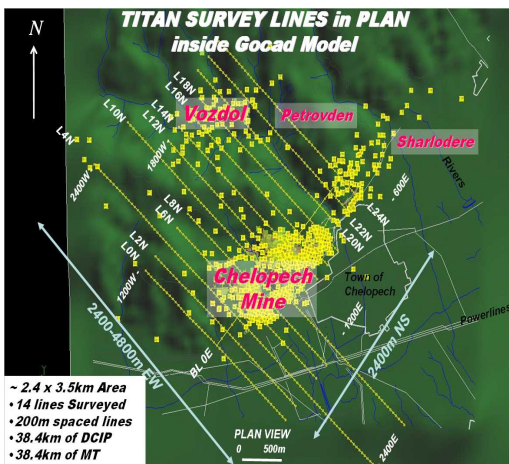 TITAN SURVEY LINES in PLAN
inside Gocad Model
N
L18N
L16N
L14N
L12N
L10N
L4N
Vozdol
Petrovden
Sharlodere
1800W -
2400W -
L8N
L6N
L2N
L0N
1200W -
- 600E
Rivers
L24N
L22N
L20N
Chelopech
Mine
Town of
Chelopech
- 1200E
Powerlines
2400-4800m EW
2400m NS
BL 0E
2400E
PLAN VIEW
0 500m
~ 2.4 x 3.5km Area
• 14 lines Surveyed
• 200m spaced lines
• 38.4km of DCIP
• 38.4km of MT
Y